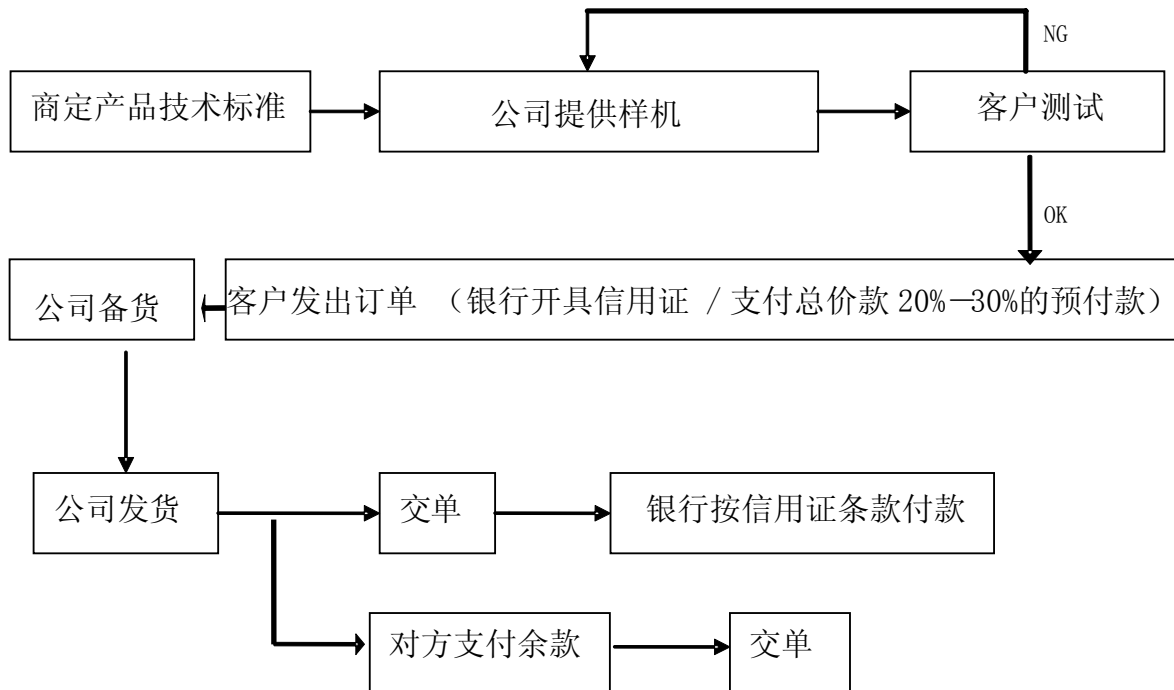 NG
商定产品技术标准
公司提供样机
客户测试
OK
公司备货
客户发出订单 （银行开具信用证 / 支付总价款 20%—30%的预付款）
公司发货
交单
银行按信用证条款付款
对方支付余款
交单